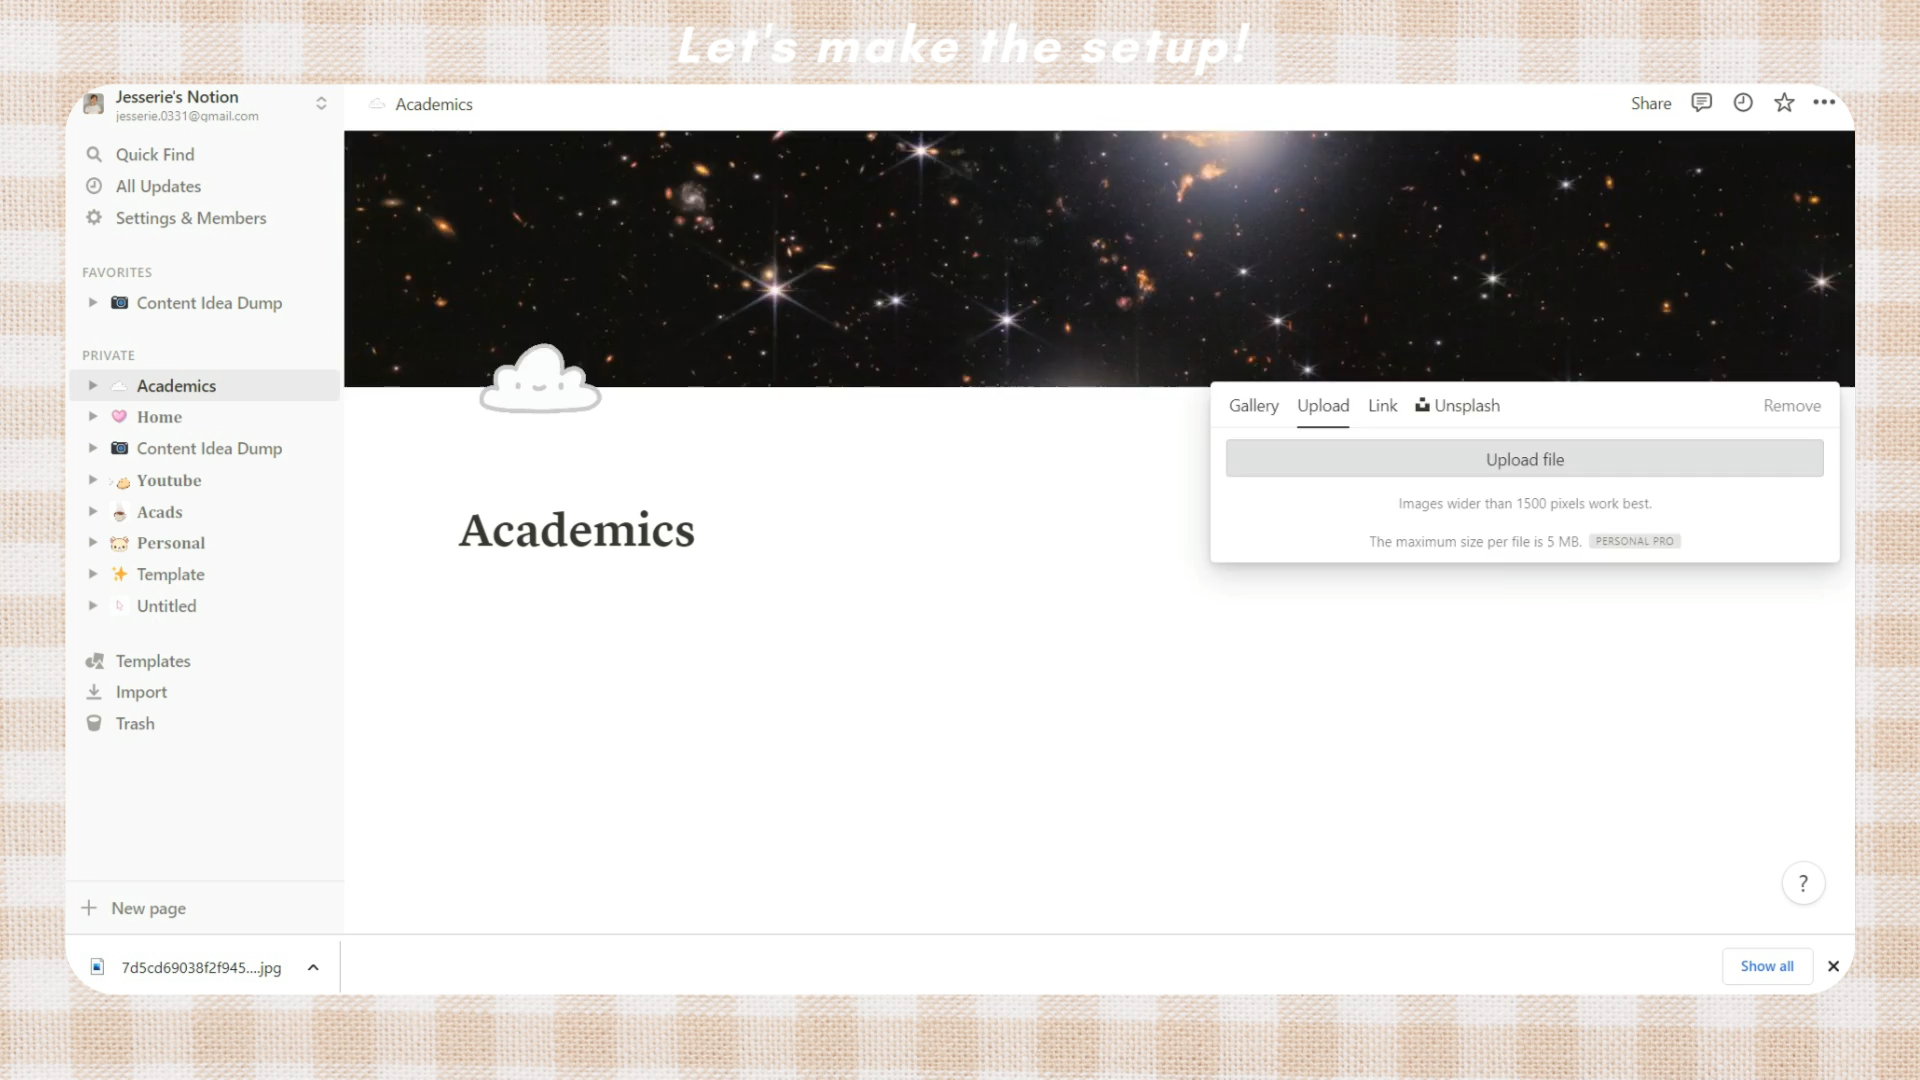 Let's make the setup!
Jesserie's Notion
jesserie.0331@gmail.com
Academics
Share
Quick Find
All Updates
Settings & Members
FAVORITES
Content Idea Dump
PRIVATE
Academics
Home
Content Idea Dump
Youtube
Acads
Personal
Template
Untitled
Templates
Import
Trash
New page
Academics
Gallery Upload Link Unsplash Remove
Upload file
Images wider than 1500 pixels work best.
The maximum size per file is 5 MB. PERSONAL PRO
?
7d5cd69038f2f945....jpg
Show all